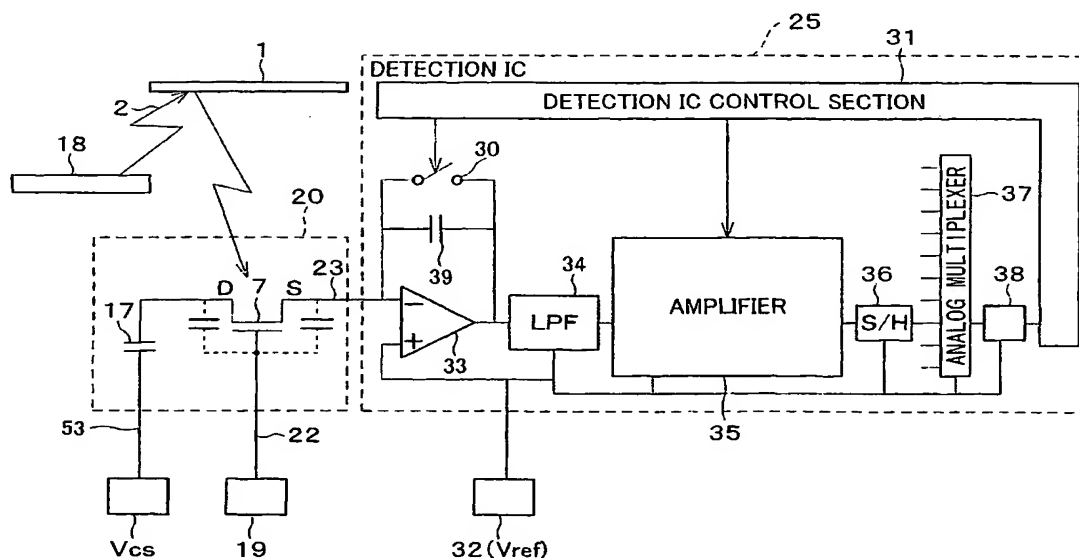 25
1
31
DETECTION IC
2
DETECTION IC CONTROL SECTION
18
30
20
37
39
34
D 7 S 23
36
38
17
LPF
AMPLIFIER
S/H
ANALOG MULTIPLEXER
−
+
33
35
53
22
Vcs
19
32(Vref)